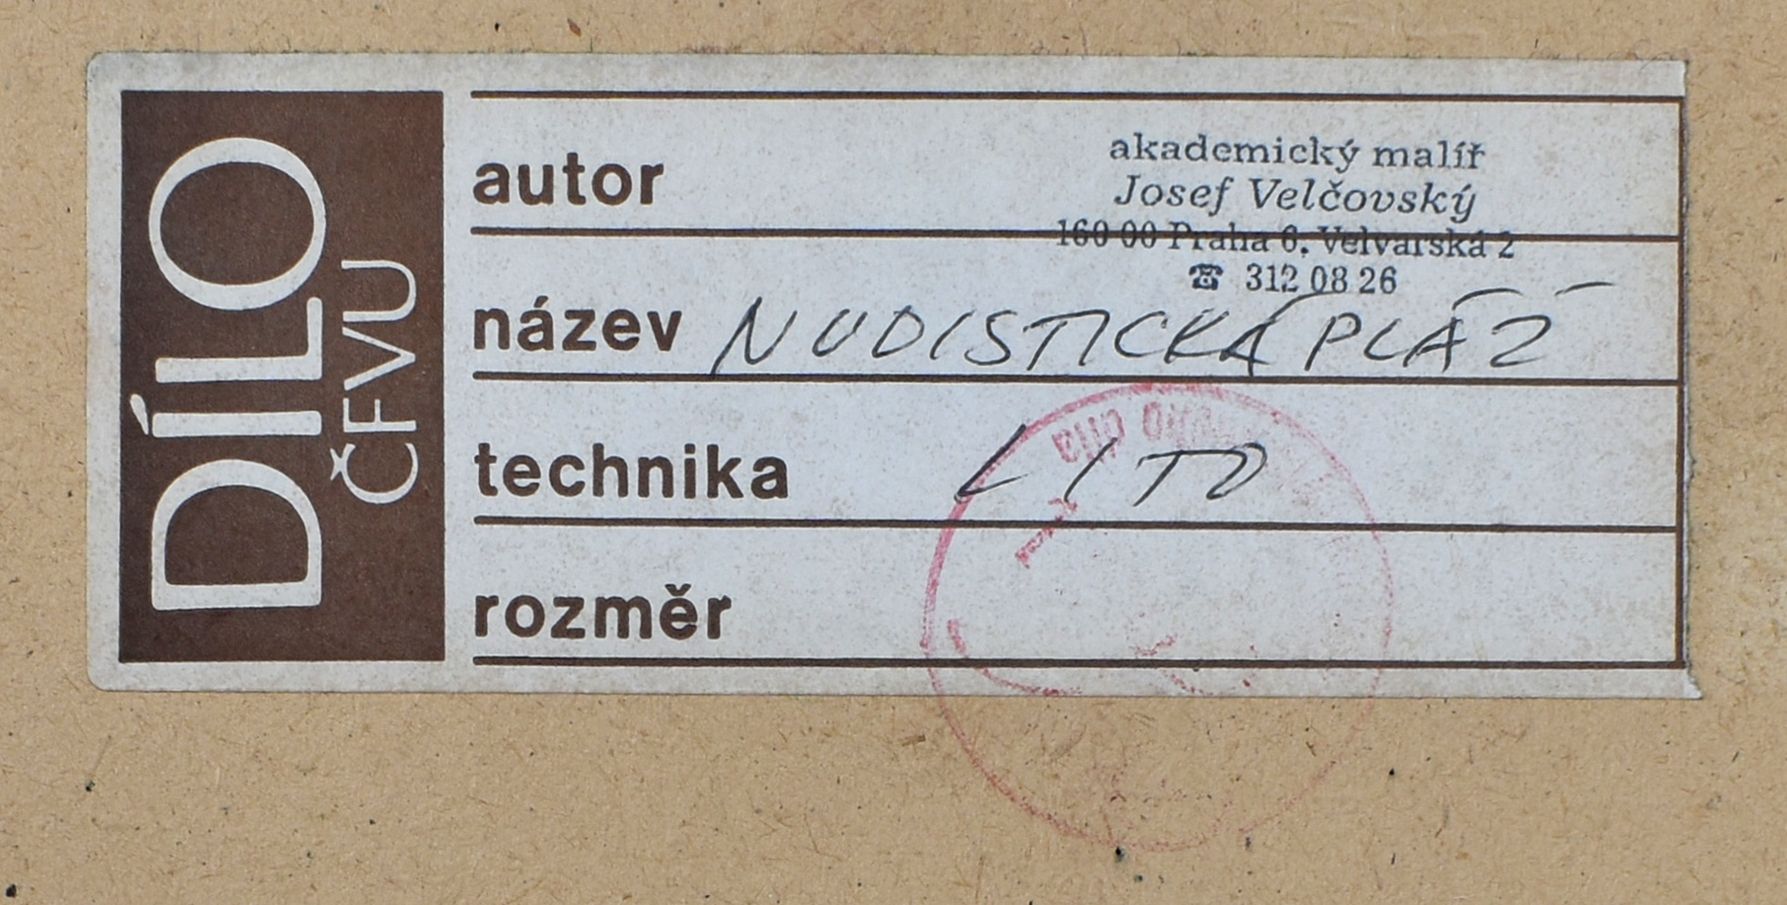 DÍLO
ČFVU
autor
akademický malíř
Josef Velčovský
160 00 Praha 6, Velvarská 2
☎ 312 08 26
název NUDISTICKÁ PLÁŽ
technika LITO
rozměr
díla